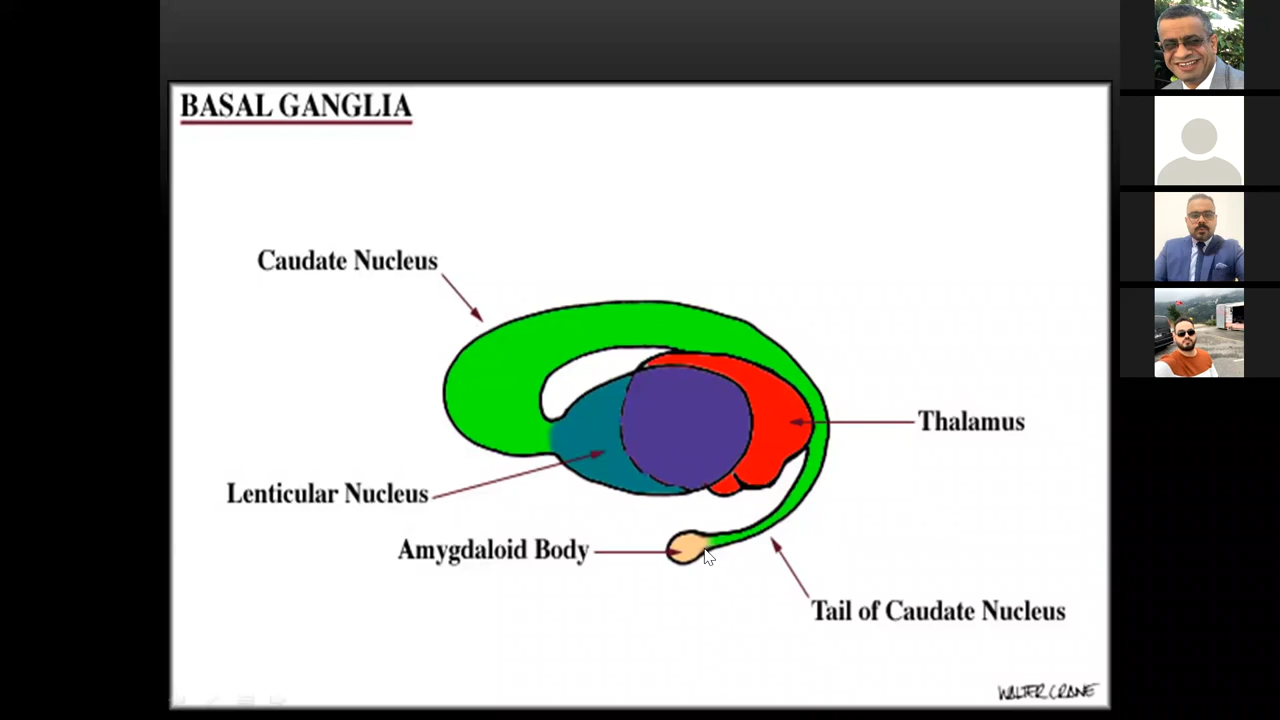 BASAL GANGLIA
Caudate Nucleus
Thalamus
Lenticular Nucleus
Amygdaloid Body
Tail of Caudate Nucleus
WALTER CRANE